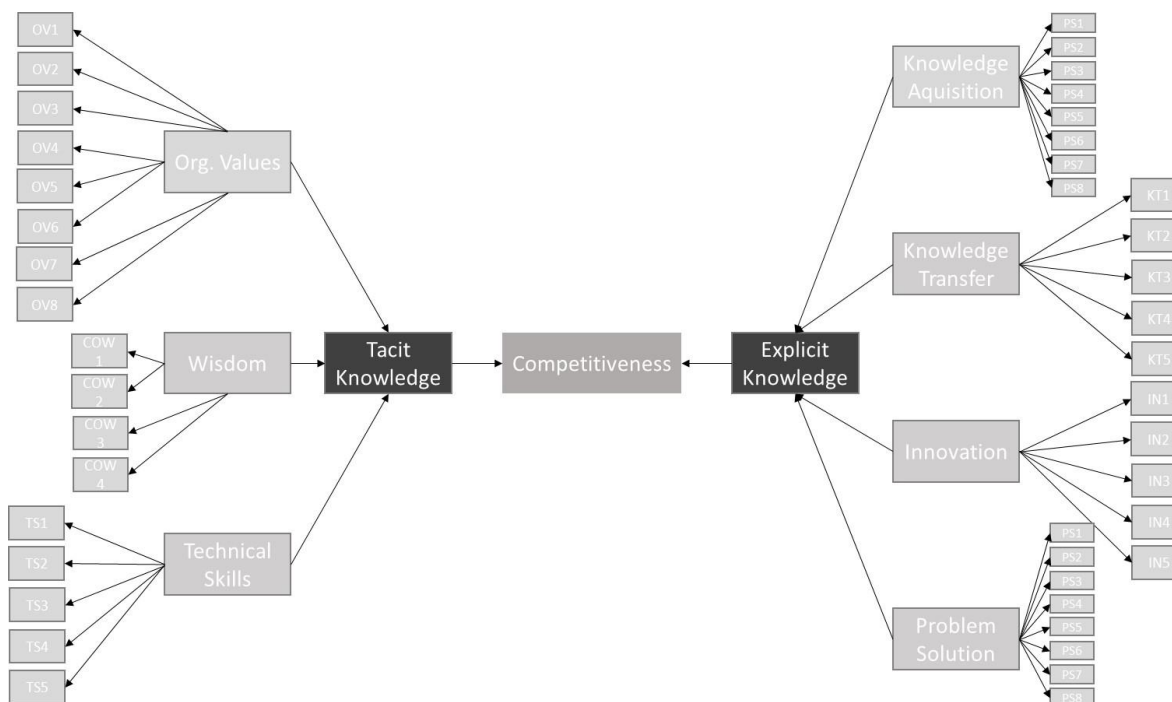 OV1
OV2
OV3
OV4
OV5
OV6
OV7
OV8
Org. Values
COW
1
COW
2
COW
3
COW
4
Wisdom
TS1
TS2
TS3
TS4
TS5
Technical
Skills
Tacit
Knowledge
Competitiveness
Explicit
Knowledge
Knowledge
Aquisition
PS1
PS2
PS3
PS4
PS5
PS6
PS7
PS8
Knowledge
Transfer
KT1
KT2
KT3
KT4
KT5
Innovation
IN1
IN2
IN3
IN4
IN5
Problem
Solution
PS1
PS2
PS3
PS4
PS5
PS6
PS7
PS8